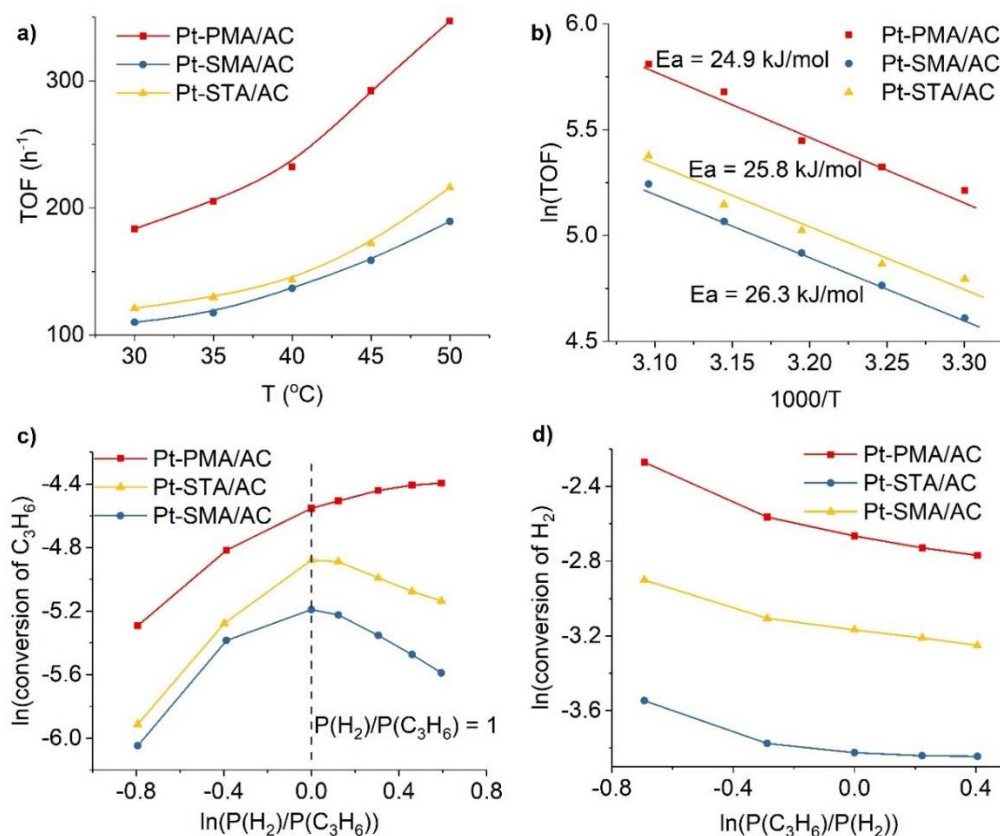 a)
Pt-PMA/AC
Pt-SMA/AC
Pt-STA/AC
TOF (h⁻¹)
300
200
100
30 35 40 45 50
T (°C)
b)
Ea = 24.9 kJ/mol
Ea = 25.8 kJ/mol
Ea = 26.3 kJ/mol
Pt-PMA/AC
Pt-SMA/AC
Pt-STA/AC
ln(TOF)
6.0
5.5
5.0
4.5
3.10 3.15 3.20 3.25 3.30
1000/T
c)
Pt-PMA/AC
Pt-STA/AC
Pt-SMA/AC
ln(conversion of C₃H₆)
-4.4
-4.8
-5.2
-5.6
-6.0
P(H₂)/P(C₃H₆) = 1
-0.8 -0.4 0.0 0.4 0.8
ln(P(H₂)/P(C₃H₆))
d)
Pt-PMA/AC
Pt-STA/AC
Pt-SMA/AC
ln(conversion of H₂)
-2.4
-2.8
-3.2
-3.6
-0.8 -0.4 0.0 0.4
ln(P(C₃H₆)/P(H₂))